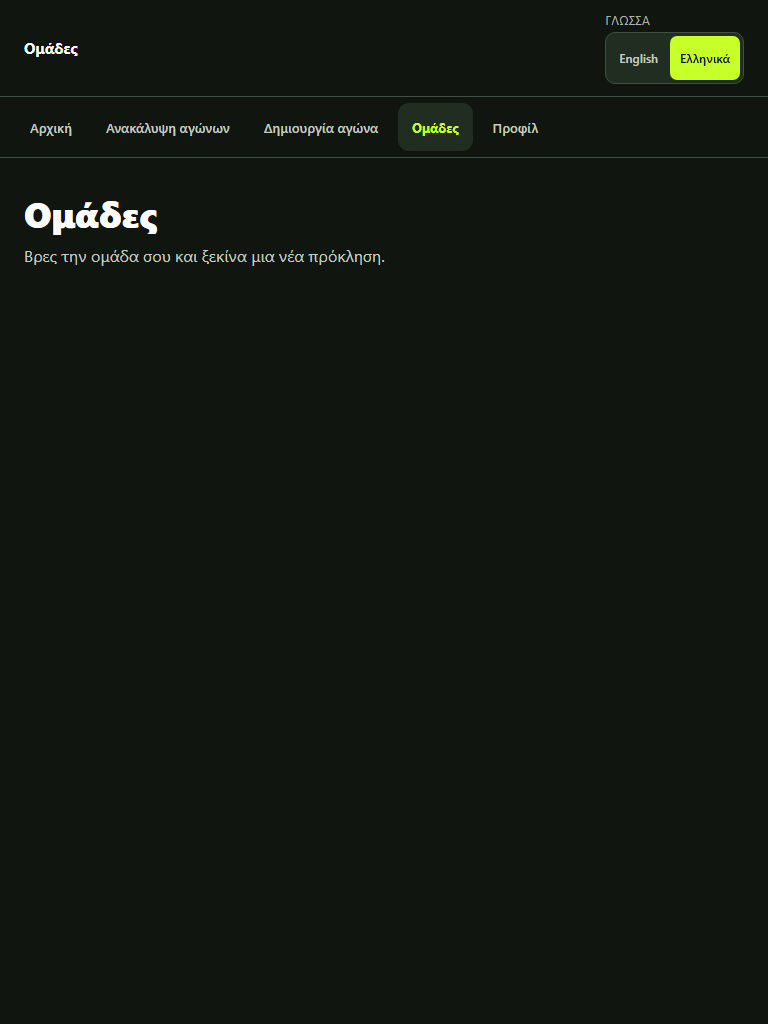 Ομάδες
ΓΛΩΣΣΑ
English Ελληνικά
Αρχική Ανακάλυψη αγώνων Δημιουργία αγώνα Ομάδες Προφίλ
Ομάδες
Βρες την ομάδα σου και ξεκίνα μια νέα πρόκληση.